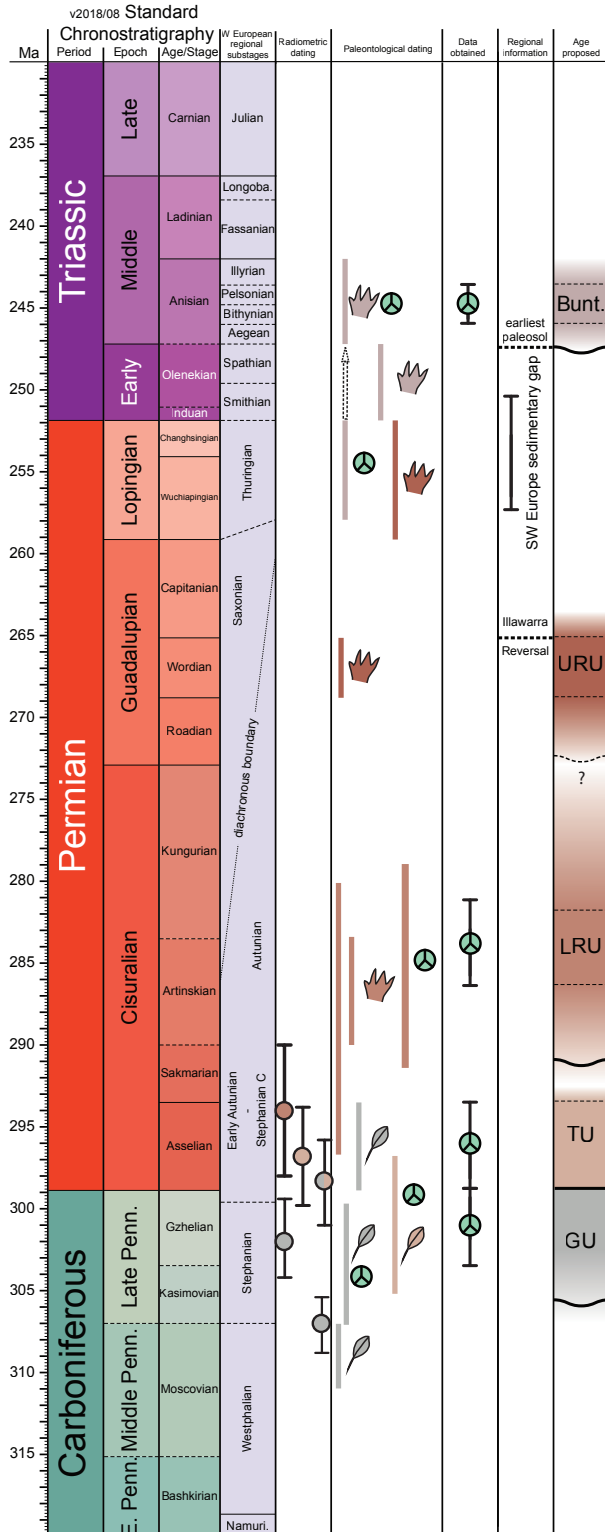 v2018/08 Standard
Chronostratigraphy
Ma
Period
Epoch
Age/Stage
W European
regional
substages
Radiometric
dating
Paleontological dating
Data
obtained
Regional
information
Age
proposed
235
240
245
250
255
260
265
270
275
280
285
290
295
300
305
310
315
Triassic
Permian
Carboniferous
Late
Middle
Early
Lopingian
Guadalupian
Cisuralian
Late Penn.
Middle Penn.
E. Penn.
Carnian
Ladinian
Anisian
Olenekian
Induan
Changhsingian
Wuchiapingian
Capitanian
Wordian
Roadian
Kungurian
Artinskian
Sakmarian
Asselian
Gzhelian
Kasimovian
Moscovian
Bashkirian
Julian
Longoba.
Fassanian
Illyrian
Pelsonian
Bithynian
Aegean
Spathian
Smithian
Thuringian
Saxonian
diachronous boundary
Autunian
Early Autunian
-
Stephanian C
Stephanian
Westphalian
Namuri.
earliest
paleosol
SW Europe sedimentary gap
Illawarra
Reversal
Bunt.
URU
?
LRU
TU
GU